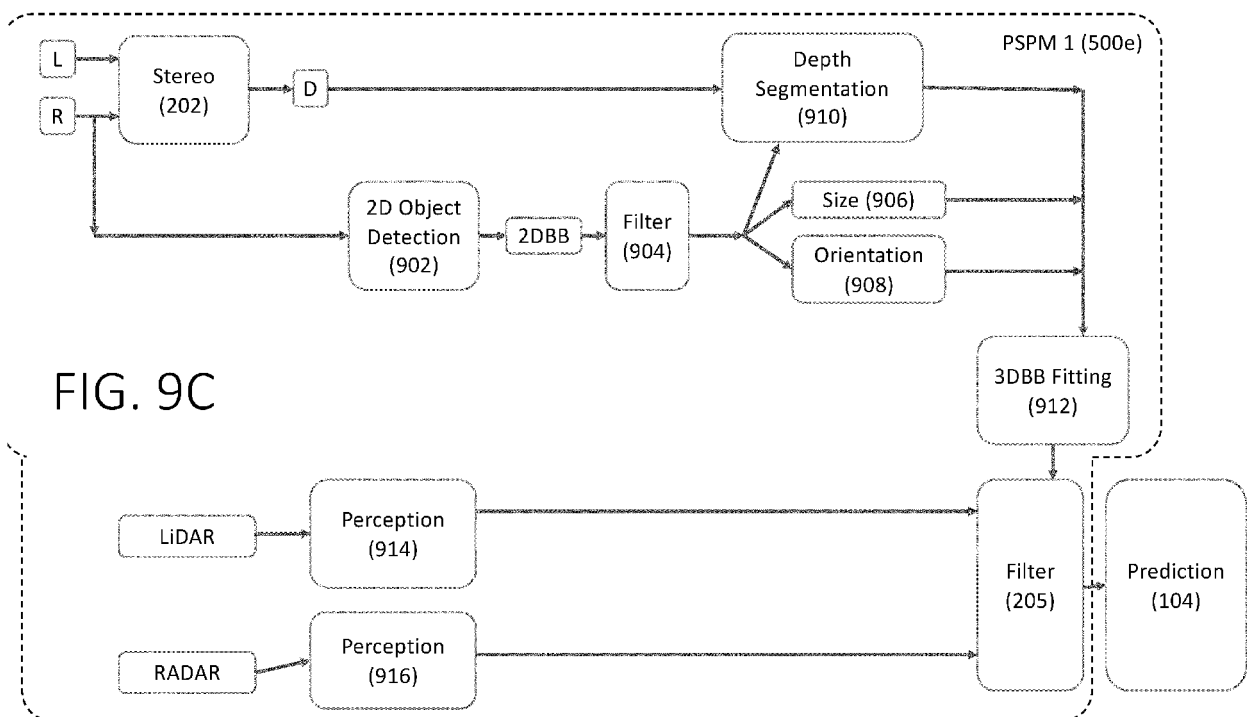 PSPM 1 (500e)
L
R
Stereo
(202)
D
Depth
Segmentation
(910)
2D Object
Detection
(902)
2DBB
Filter
(904)
Size (906)
Orientation
(908)
3DBB Fitting
(912)
FIG. 9C
LiDAR
Perception
(914)
RADAR
Perception
(916)
Filter
(205)
Prediction
(104)